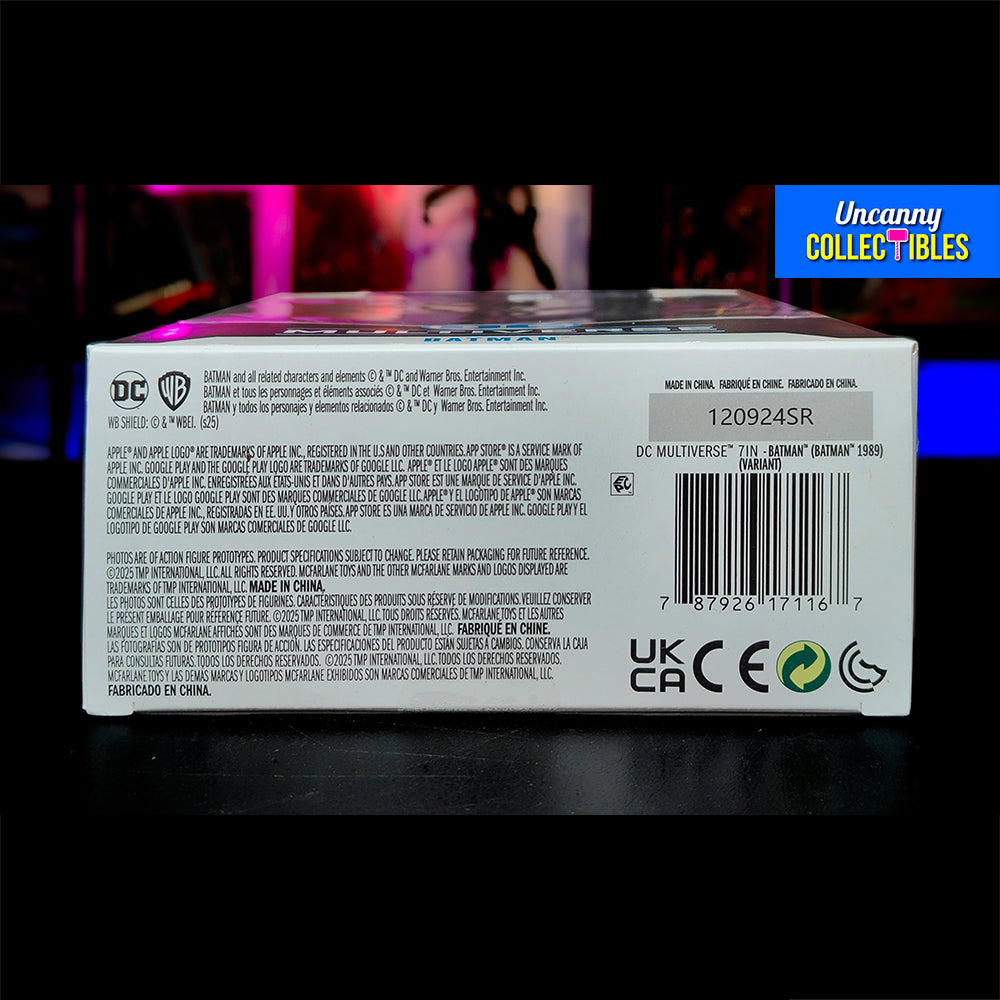 Uncanny
COLLECTIBLES
MULTIVERSE
BATMAN™
DC
WB
BATMAN and all related characters and elements © & ™ DC and Warner Bros. Entertainment Inc.
BATMAN et tous les personnages et éléments associés © & ™ DC et Warner Bros. Entertainment Inc.
BATMAN y todos los personajes y elementos relacionados © & ™ DC y Warner Bros. Entertainment Inc.
WB SHIELD: © & ™ WBEI. (s25)
APPLE® AND APPLE LOGO® ARE TRADEMARKS OF APPLE INC., REGISTERED IN THE U.S AND OTHER COUNTRIES. APP STORE® IS A SERVICE MARK OF
APPLE INC. GOOGLE PLAY AND THE GOOGLE PLAY LOGO ARE TRADEMARKS OF GOOGLE LLC. APPLE® ET LE LOGO APPLE® SONT DES MARQUES
COMMERCIALES D'APPLE INC. ENREGISTRÉES AUX ÉTATS-UNIS ET DANS D'AUTRES PAYS. APP STORE EST UNE MARQUE DE SERVICE D'APPLE INC. GOOGLE
PLAY ET LE LOGO GOOGLE PLAY SONT DES MARQUES COMMERCIALES DE GOOGLE LLC. APPLE® Y EL LOGOTIPO DE APPLE® SON MARCAS
COMERCIALES DE APPLE INC., REGISTRADAS EN EE. UU. Y OTROS PAÍSES. APP STORE ES UNA MARCA DE SERVICIO DE APPLE INC. GOOGLE PLAY Y EL
LOGOTIPO DE GOOGLE PLAY SON MARCAS COMERCIALES DE GOOGLE LLC.
PHOTOS ARE OF ACTION FIGURE PROTOTYPES. PRODUCT SPECIFICATIONS SUBJECT TO CHANGE. PLEASE RETAIN PACKAGING FOR FUTURE REFERENCE.
©2025 TMP INTERNATIONAL, LLC. ALL RIGHTS RESERVED. MCFARLANE TOYS AND THE OTHER MCFARLANE MARKS AND LOGOS DISPLAYED ARE
TRADEMARKS OF TMP INTERNATIONAL, LLC. MADE IN CHINA.
LES PHOTOS SONT CELLES DES PROTOTYPES DE FIGURINES. CARACTÉRISTIQUES DES PRODUITS SOUS RÉSERVE DE MODIFICATIONS. VEUILLEZ CONSERVER
LE PRÉSENT EMBALLAGE POUR RÉFÉRENCE FUTURE. ©2025 TMP INTERNATIONAL, LLC. TOUS DROITS RESERVÉS. MCFARLANE TOYS ET LES AUTRES
MARQUES ET LOGOS MCFARLANE AFFICHÉS SONT DES MARQUES DE COMMERCE DE TMP INTERNATIONAL, LLC. FABRIQUÉ EN CHINE.
LAS FOTOGRAFÍAS SON DE PROTOTIPOS FIGURA DE ACCIÓN. LAS ESPECIFICACIONES DEL PRODUCTO ESTÁN SUJETAS A CAMBIOS. CONSERVA LA CAJA
PARA CONSULTAS FUTURAS. TODOS LOS DERECHOS RESERVADOS. ©2025 TMP INTERNATIONAL, LLC. TODOS LOS DERECHOS RESERVADOS.
MCFARLANE TOYS Y LAS DEMAS MARCAS Y LOGOTIPOS MCFARLANE EXHIBIDOS SON MARCAS COMERCIALES DE TMP INTERNATIONAL, LLC.
FABRICADO EN CHINA.
MADE IN CHINA. FABRIQUÉ EN CHINE. FABRICADO EN CHINA.
120924SR
DC MULTIVERSE™ 7IN - BATMAN™ (BATMAN™ 1989)
(VARIANT)
7 87926 17116 7
UK
CA CE